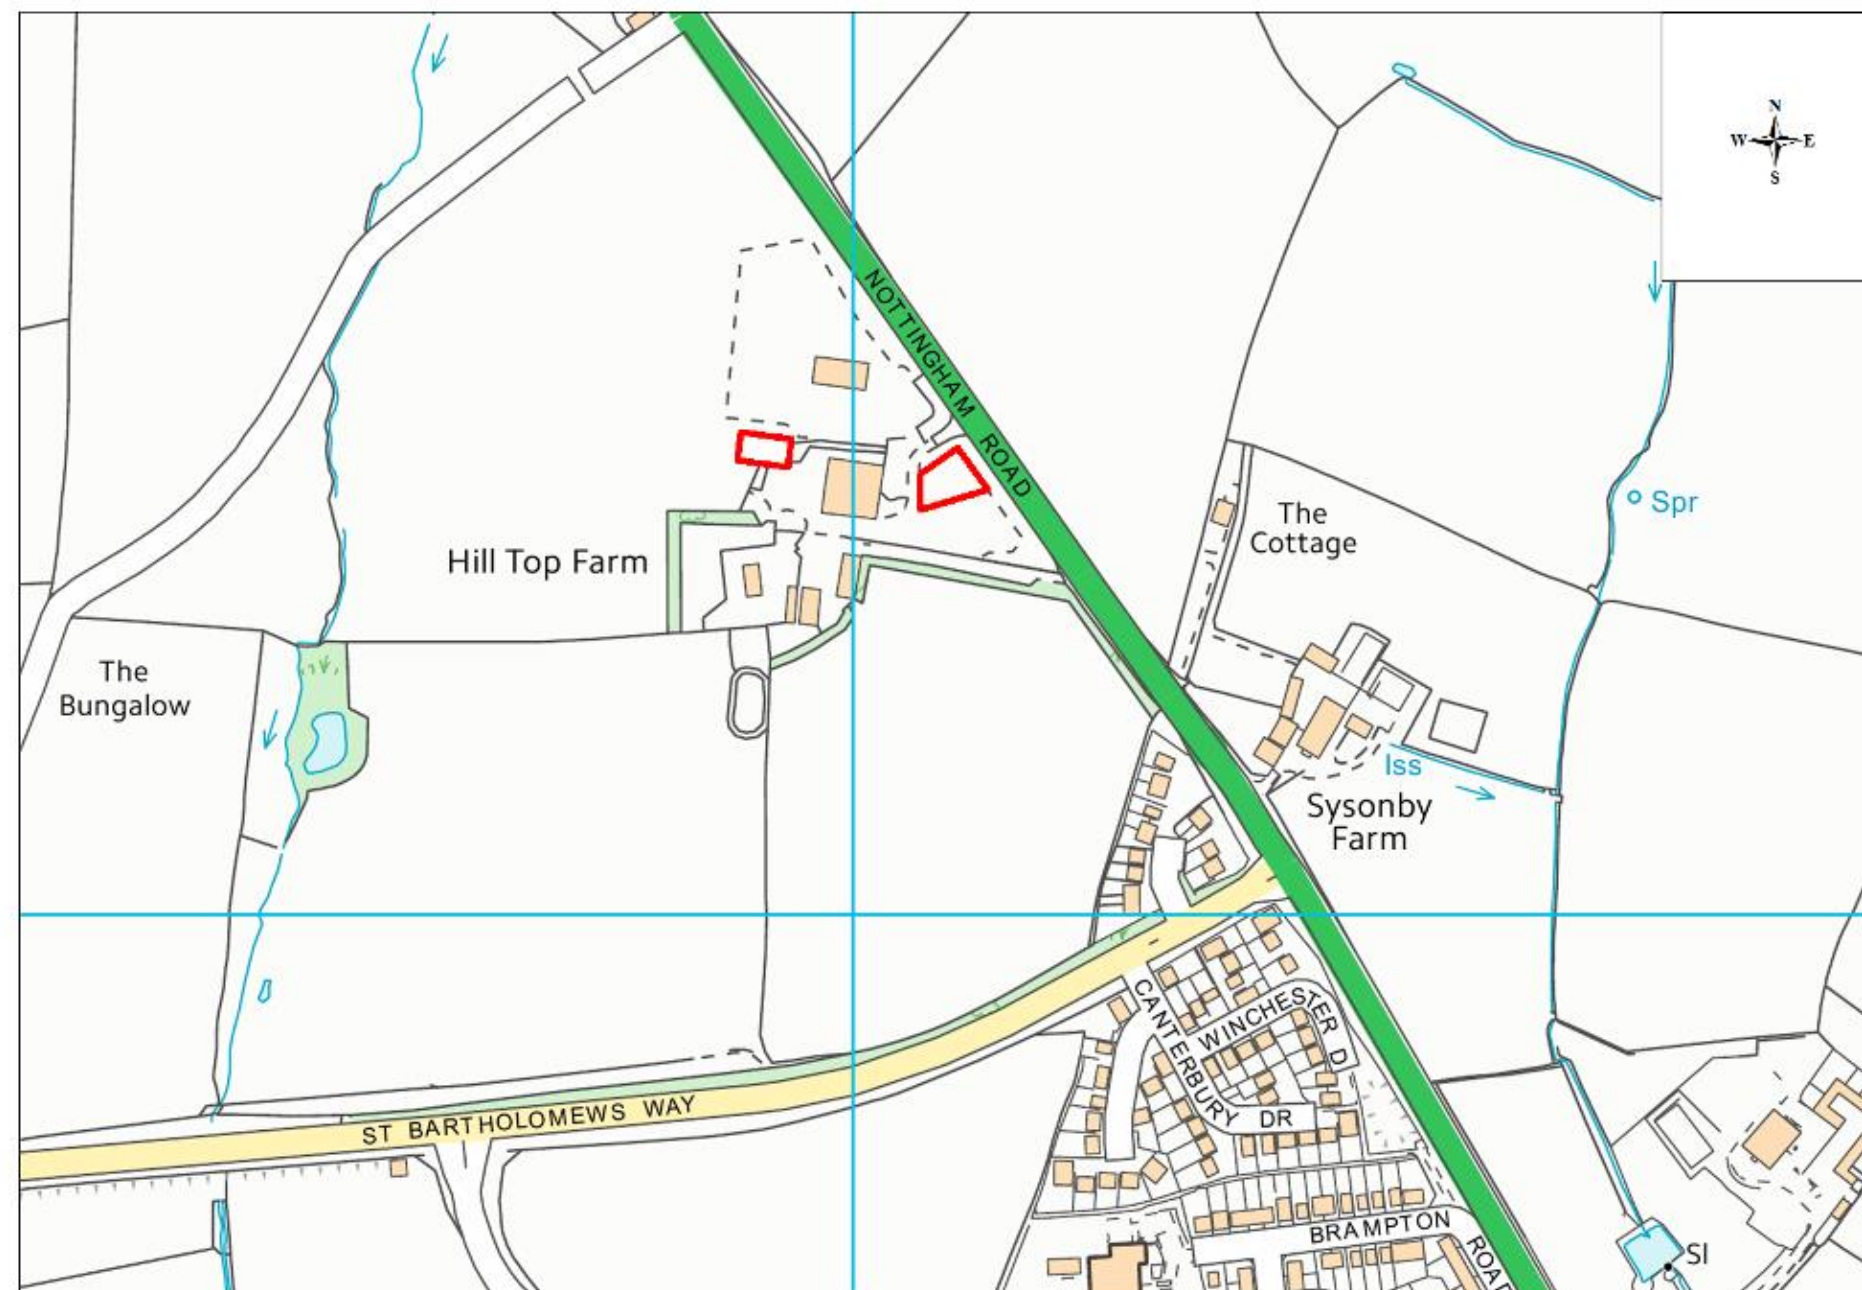 N
W E
S
NOTTINGHAM ROAD
Spr
The
Cottage
Hill Top Farm
The
Bungalow
Iss
Sysonby
Farm
CANTERBURY DR
WINCHESTER D
ST BARTHOLOMEWS WAY
BRAMPTON ROAD
SI